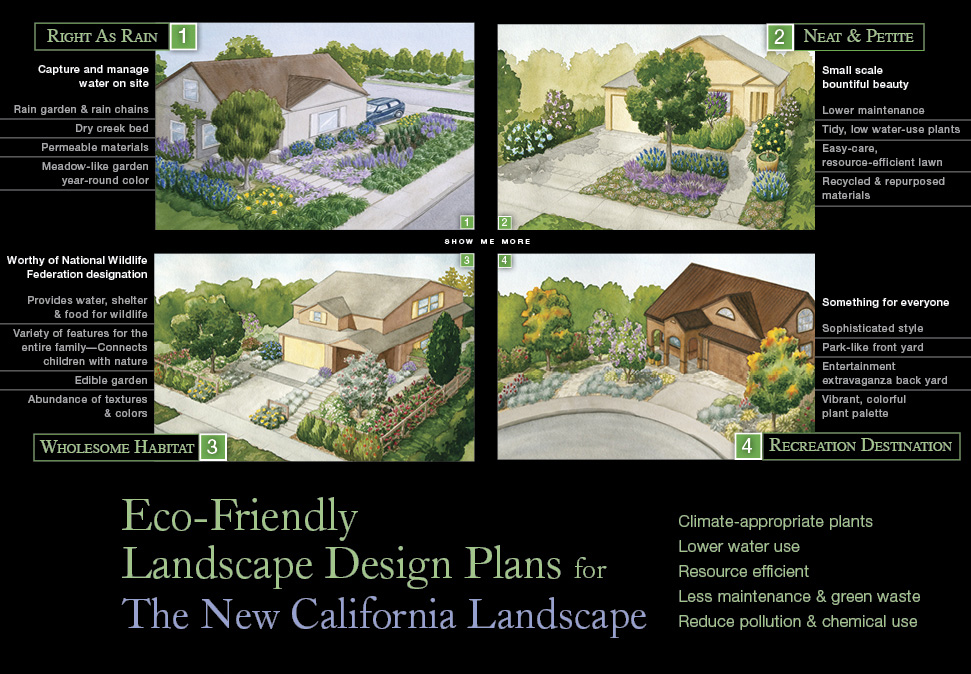 Right As Rain 1
Capture and manage
water on site
Rain garden & rain chains
Dry creek bed
Permeable materials
Meadow-like garden
year-round color
1
2 Neat & Petite
Small scale
bountiful beauty
Lower maintenance
Tidy, low water-use plants
Easy-care,
resource-efficient lawn
Recycled & repurposed
materials
2
SHOW ME MORE
Worthy of National Wildlife
Federation designation
Provides water, shelter
& food for wildlife
Variety of features for the
entire family—Connects
children with nature
Edible garden
Abundance of textures
& colors
3
Wholesome Habitat 3
4
Something for everyone
Sophisticated style
Park-like front yard
Entertainment
extravaganza back yard
Vibrant, colorful
plant palette
4 Recreation Destination
Eco-Friendly
Landscape Design Plans for
The New California Landscape
Climate-appropriate plants
Lower water use
Resource efficient
Less maintenance & green waste
Reduce pollution & chemical use